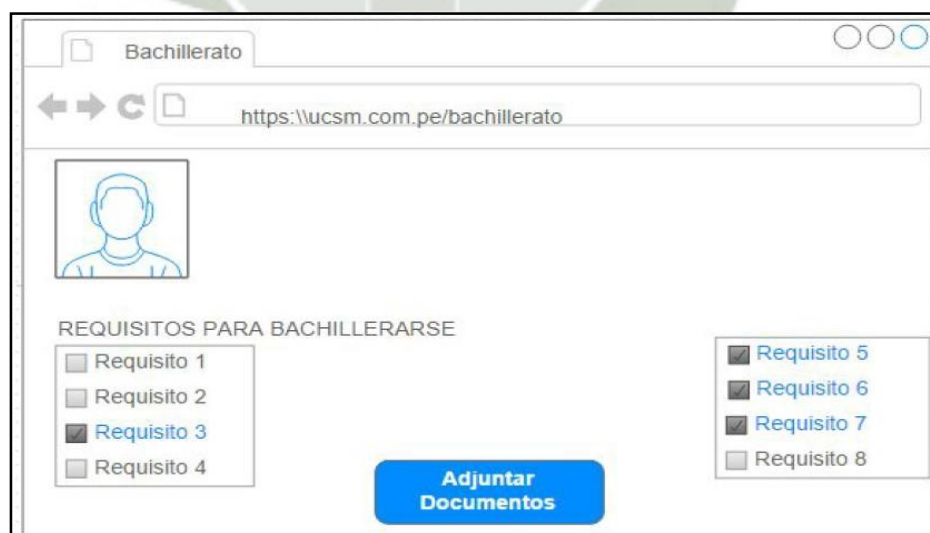 Bachillerato
https:\\ucsm.com.pe/bachillerato
REQUISITOS PARA BACHILLERARSE
Requisito 1
Requisito 2
Requisito 3
Requisito 4
Requisito 5
Requisito 6
Requisito 7
Requisito 8
Adjuntar
Documentos